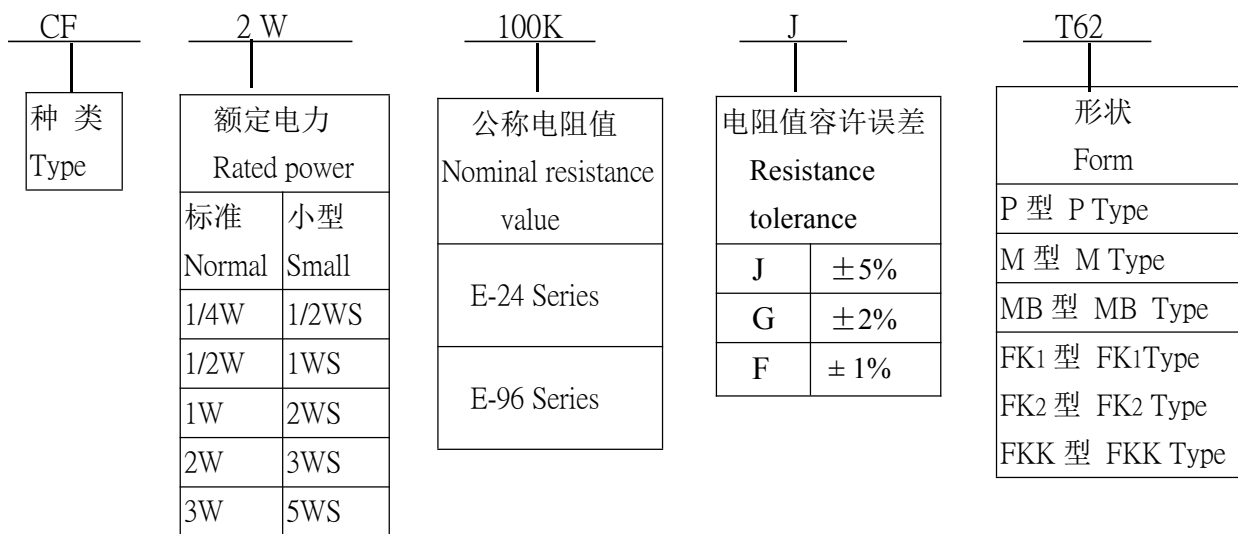 CF 2 W 100K J T62
种 类
Type
额定电力
Rated power
标准 小型
Normal Small
1/4W 1/2WS
1/2W 1WS
1W 2WS
2W 3WS
3W 5WS
公称电阻值
Nominal resistance
value
E-24 Series
E-96 Series
电阻值容许误差
Resistance
tolerance
J ±5%
G ±2%
F ± 1%
形状
Form
P 型 P Type
M 型 M Type
MB 型 MB Type
FK1 型 FK1Type
FK2 型 FK2 Type
FKK 型 FKK Type